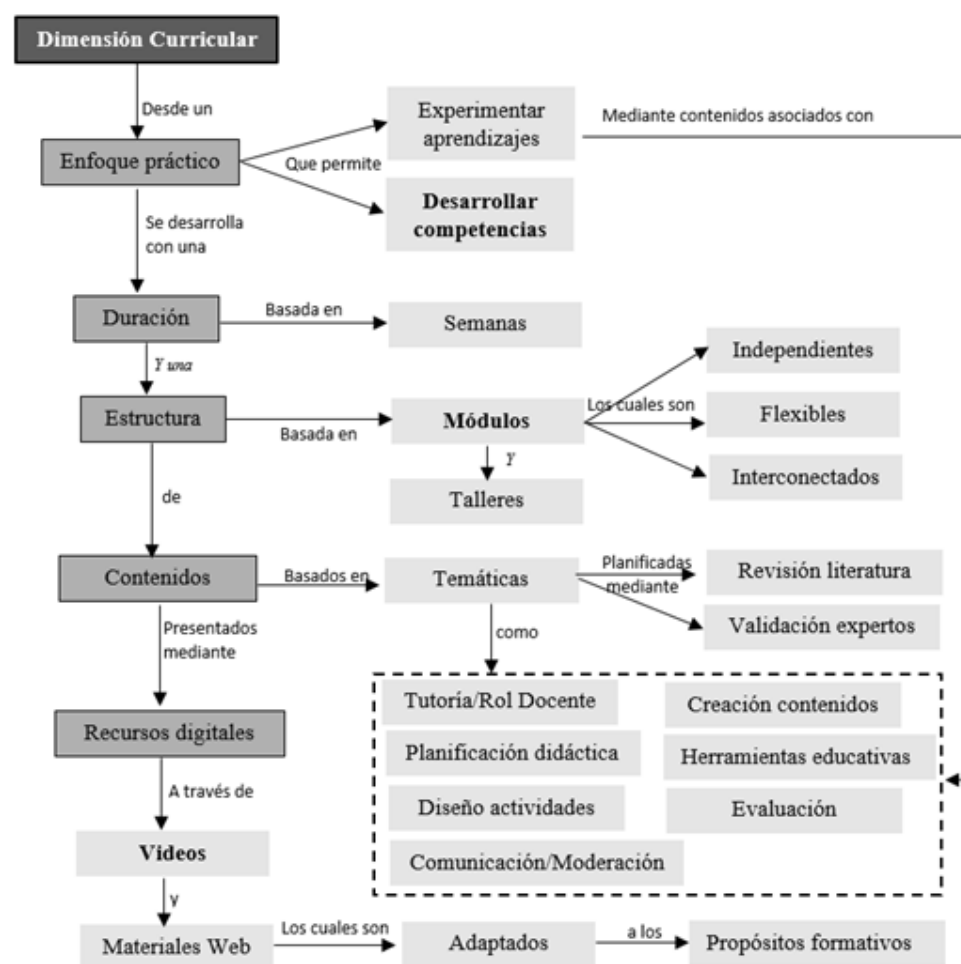 Dimensión Curricular
Desde un
Experimentar
aprendizajes
Mediante contenidos asociados con
Enfoque práctico
Que permite
Desarrollar
competencias
Se desarrolla
con una
Duración
Basada en
Semanas
Independientes
Y una
Estructura
Basada en
Módulos
Los cuales son
Flexibles
Y
Interconectados
Talleres
de
Contenidos
Basados en
Temáticas
Planificadas
mediante
Revisión literatura
Validación expertos
Presentados
mediante
como
Tutoría/Rol Docente
Creación contenidos
Recursos digitales
Planificación didáctica
Herramientas educativas
A través de
Diseño actividades
Evaluación
Videos
Comunicación/Moderación
y
Materiales Web
Los cuales son
Adaptados
a los
Propósitos formativos